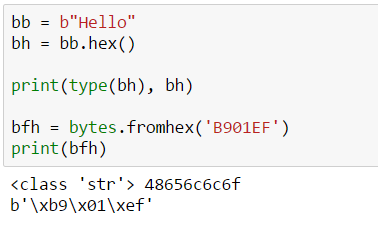 bb = b"Hello"
bh = bb.hex()
print(type(bh), bh)
bfh = bytes.fromhex('B901EF')
print(bfh)
<class 'str'> 48656c6c6f
b'\xb9\x01\xef'